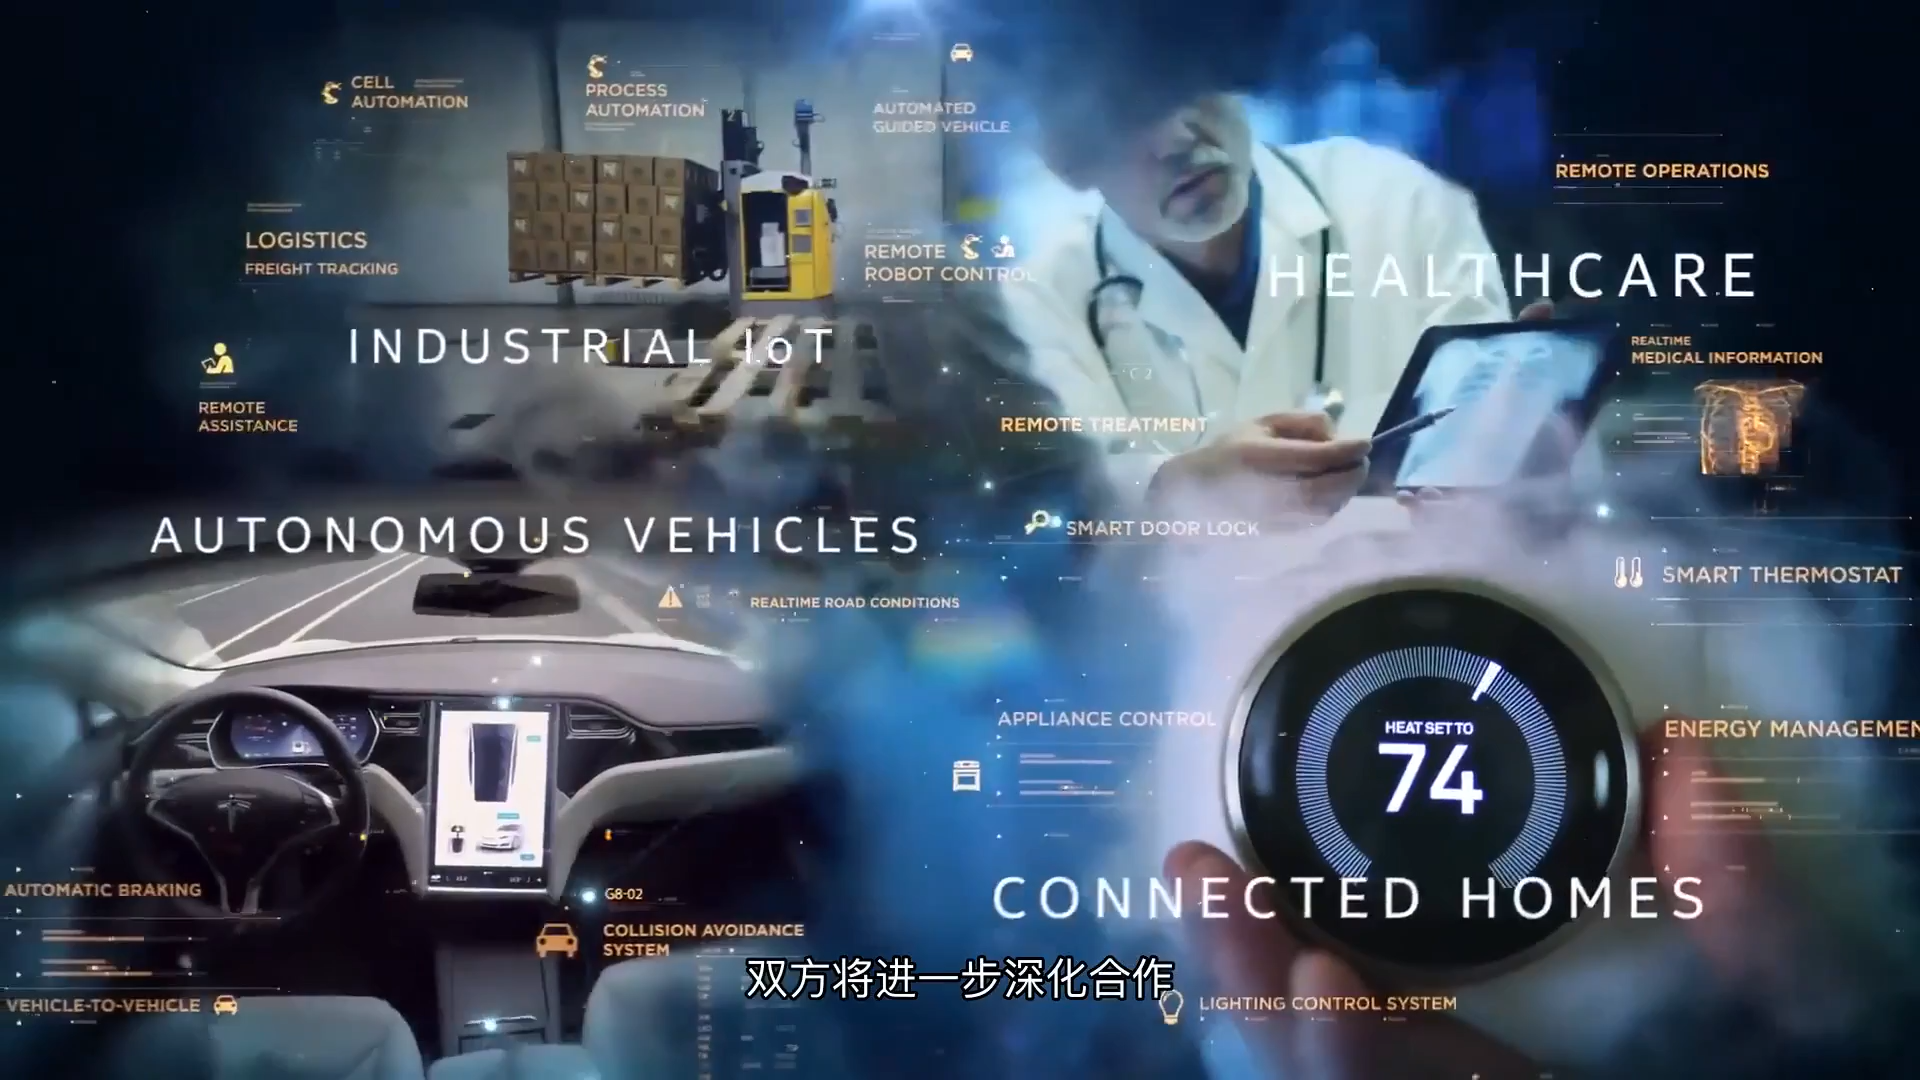 CELL
AUTOMATION
PROCESS
AUTOMATION
AUTOMATED
GUIDED VEHICLE
LOGISTICS
FREIGHT TRACKING
REMOTE
ROBOT CONTROL
INDUSTRIAL IoT
REMOTE
ASSISTANCE
REMOTE OPERATIONS
HEALTHCARE
REALTIME
MEDICAL INFORMATION
REMOTE TREATMENT
AUTONOMOUS VEHICLES
REALTIME ROAD CONDITIONS
SMART DOOR LOCK
SMART THERMOSTAT
HEAT SET TO
74
APPLIANCE CONTROL
ENERGY MANAGEMEN
CONNECTED HOMES
AUTOMATIC BRAKING
G8-02
COLLISION AVOIDANCE
SYSTEM
VEHICLE-TO-VEHICLE
双方将进一步深化合作
LIGHTING CONTROL SYSTEM